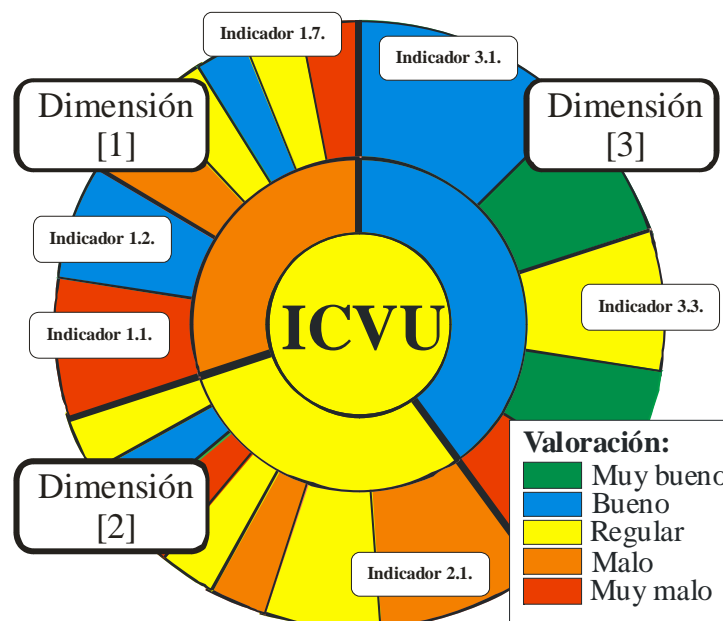 Indicador 1.7.
Indicador 3.1.
Dimensión
[1]
Dimensión
[3]
Indicador 1.2.
Indicador 3.3.
ICVU
Indicador 1.1.
Valoración:
Muy bueno
Bueno
Regular
Malo
Muy malo
Dimensión
[2]
Indicador 2.1.